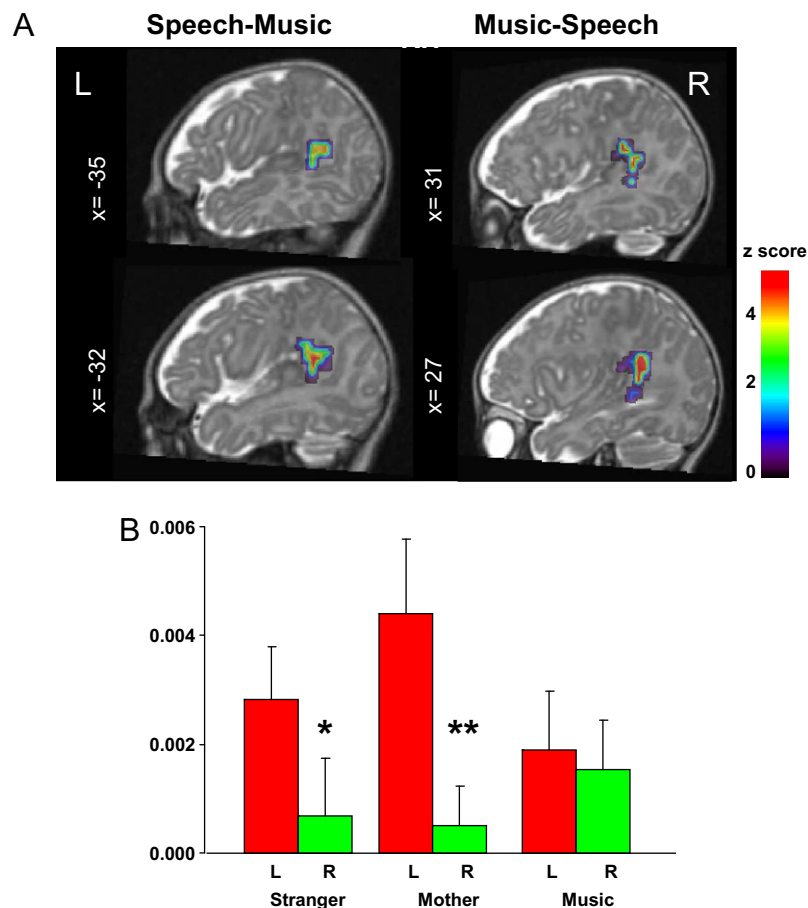 A
Speech-Music
Music-Speech
L
R
x= -35
x= 31
x= -32
x= 27
z score
4
2
0
B
0.006
0.004
0.002
0.000
*
**
L
R
L
R
L
R
Stranger
Mother
Music